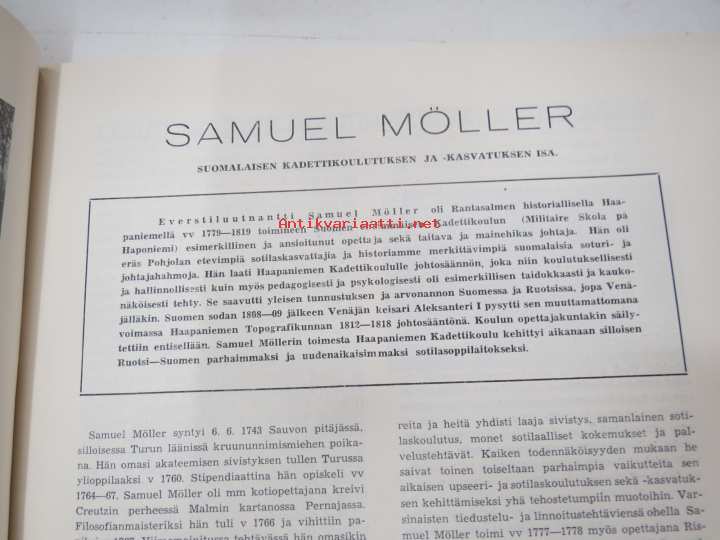 SAMUEL MÖLLER
SUOMALAISEN KADETTIKOULUTUKSEN JA -KASVATUKSEN ISA.
Everstiluutnantti Samuel Möller oli Rantasalmen historiallisella Haa-
paniemellä vv 1779—1819 toimineen Suomen ensimmäisen Kadettikoulun (Militaire Skola på
Haponiemi) esimerkillinen ja ansioitunut opettaja sekä taitava ja mainehikas johtaja. Hän oli
eräs Pohjolan etevimpiä sotilaskasvattajia ja historiamme merkittävimpiä suomalaisia soturi- ja
johtajahahmoja. Hän laati Haapaniemen Kadettikoululle johtosäännön, joka niin koulutuksellisesti
ja hallinnollisesti kuin myös pedagogisesti ja psykologisesti oli esimerkillisen taidokkaasti ja kauko-
näköisesti tehty. Se saavutti yleisen tunnustuksen ja arvonannon Suomessa ja Ruotsissa, jopa Venä-
jälläkin. Suomen sodan 1808—09 jälkeen Venäjän keisari Aleksanteri I pysytti sen muuttamattomana
voimassa Haapaniemen Topografikunnan 1812—1818 johtosääntönä. Koulun opettajakuntakin säily-
tettiin entisellään. Samuel Möllerin toimesta Haapaniemen Kadettikoulu kehittyi aikanaan silloisen
Ruotsi—Suomen parhaimmaksi ja uudenaikaisimmaksi sotilasoppilaitokseksi.
Antikvariaatti.net
Samuel Möller syntyi 6. 6. 1743 Sauvon pitäjässä,
silloisessa Turun läänissä kruununnimismiehen poika-
na. Hän omasi akateemisen sivistyksen tullen Turussa
ylioppilaaksi v 1760. Stipendiaattina hän opiskeli vv
1764—67. Samuel Möller oli mm kotiopettajana kreivi
Creutzin perheessä Malmin kartanossa Pernajassa.
Filosofianmaisteriksi hän tuli v 1766 ja vihittiin pa-
reita ja heitä yhdisti laaja sivistys, samanlainen soti-
laskoulutus, monet sotilaalliset kokemukset ja pal-
velustehtävät. Kaiken todennäköisyyden mukaan he
saivat toinen toiseltaan parhaimpia vaikutteita sen
aikaisen upseeri- ja sotilaskoulutuksen sekä -kasvatuk-
sen kehittämiseksi yhä tehostetumpiin muotoihin. Var-
sinaisten tiedustelu- ja linnoitustehtäviensä ohella Sa-
muel Möller toimi vv 1777—1778 myös opettajana Ris-